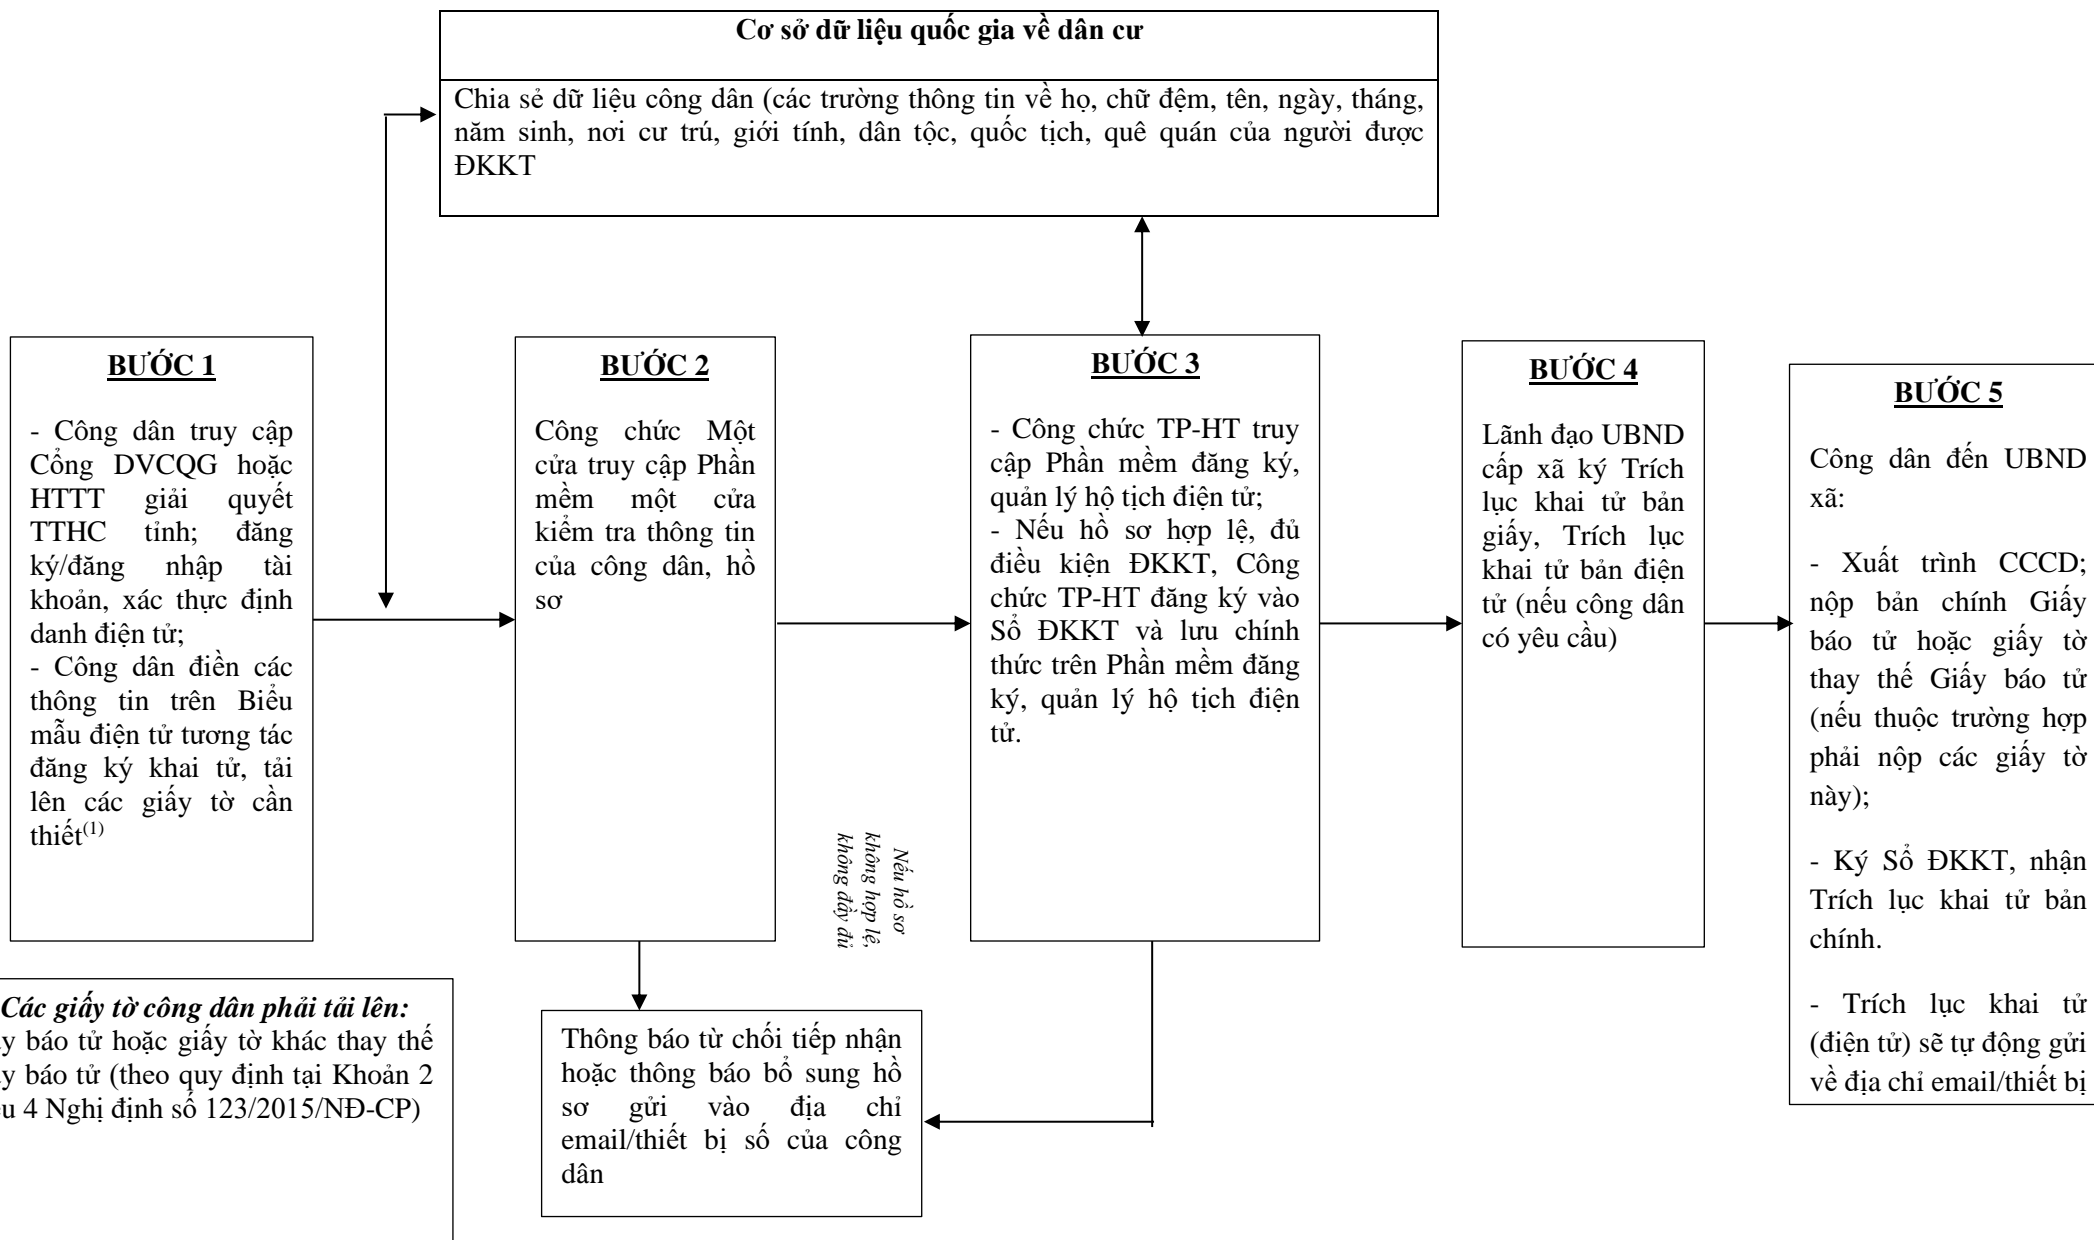 Cơ sở dữ liệu quốc gia về dân cư
Chia sẻ dữ liệu công dân (các trường thông tin về họ, chữ đệm, tên, ngày, tháng,
năm sinh, nơi cư trú, giới tính, dân tộc, quốc tịch, quê quán của người được
ĐKKT
BƯỚC 1
- Công dân truy cập
Cổng DVCQG hoặc
HTTT giải quyết
TTHC tỉnh; đăng
ký/đăng nhập tài
khoản, xác thực định
danh điện tử;
- Công dân điền các
thông tin trên Biểu
mẫu điện tử tương tác
đăng ký khai tử, tải
lên các giấy tờ cần
thiết(1)
BƯỚC 2
Công chức Một
cửa truy cập Phần
mềm một cửa
kiểm tra thông tin
của công dân, hồ
sơ
BƯỚC 3
- Công chức TP-HT truy
cập Phần mềm đăng ký,
quản lý hộ tịch điện tử;
- Nếu hồ sơ hợp lệ, đủ
điều kiện ĐKKT, Công
chức TP-HT đăng ký vào
Sổ ĐKKT và lưu chính
thức trên Phần mềm đăng
ký, quản lý hộ tịch điện
tử.
BƯỚC 4
Lãnh đạo UBND
cấp xã ký Trích
lục khai tử bản
giấy, Trích lục
khai tử bản điện
tử (nếu công dân
có yêu cầu)
BƯỚC 5
Công dân đến UBND
xã:
- Xuất trình CCCD;
nộp bản chính Giấy
báo tử hoặc giấy tờ
thay thế Giấy báo tử
(nếu thuộc trường hợp
phải nộp các giấy tờ
này);
- Ký Sổ ĐKKT, nhận
Trích lục khai tử bản
chính.
- Trích lục khai tử
(điện tử) sẽ tự động gửi
về địa chỉ email/thiết bị
Nếu hồ sơ
không hợp lệ,
không đầy đủ
Các giấy tờ công dân phải tải lên:
báo tử hoặc giấy tờ khác thay thế
báo tử (theo quy định tại Khoản 2
4 Nghị định số 123/2015/NĐ-CP)
Thông báo từ chối tiếp nhận
hoặc thông báo bổ sung hồ
sơ gửi vào địa chỉ
email/thiết bị số của công
dân